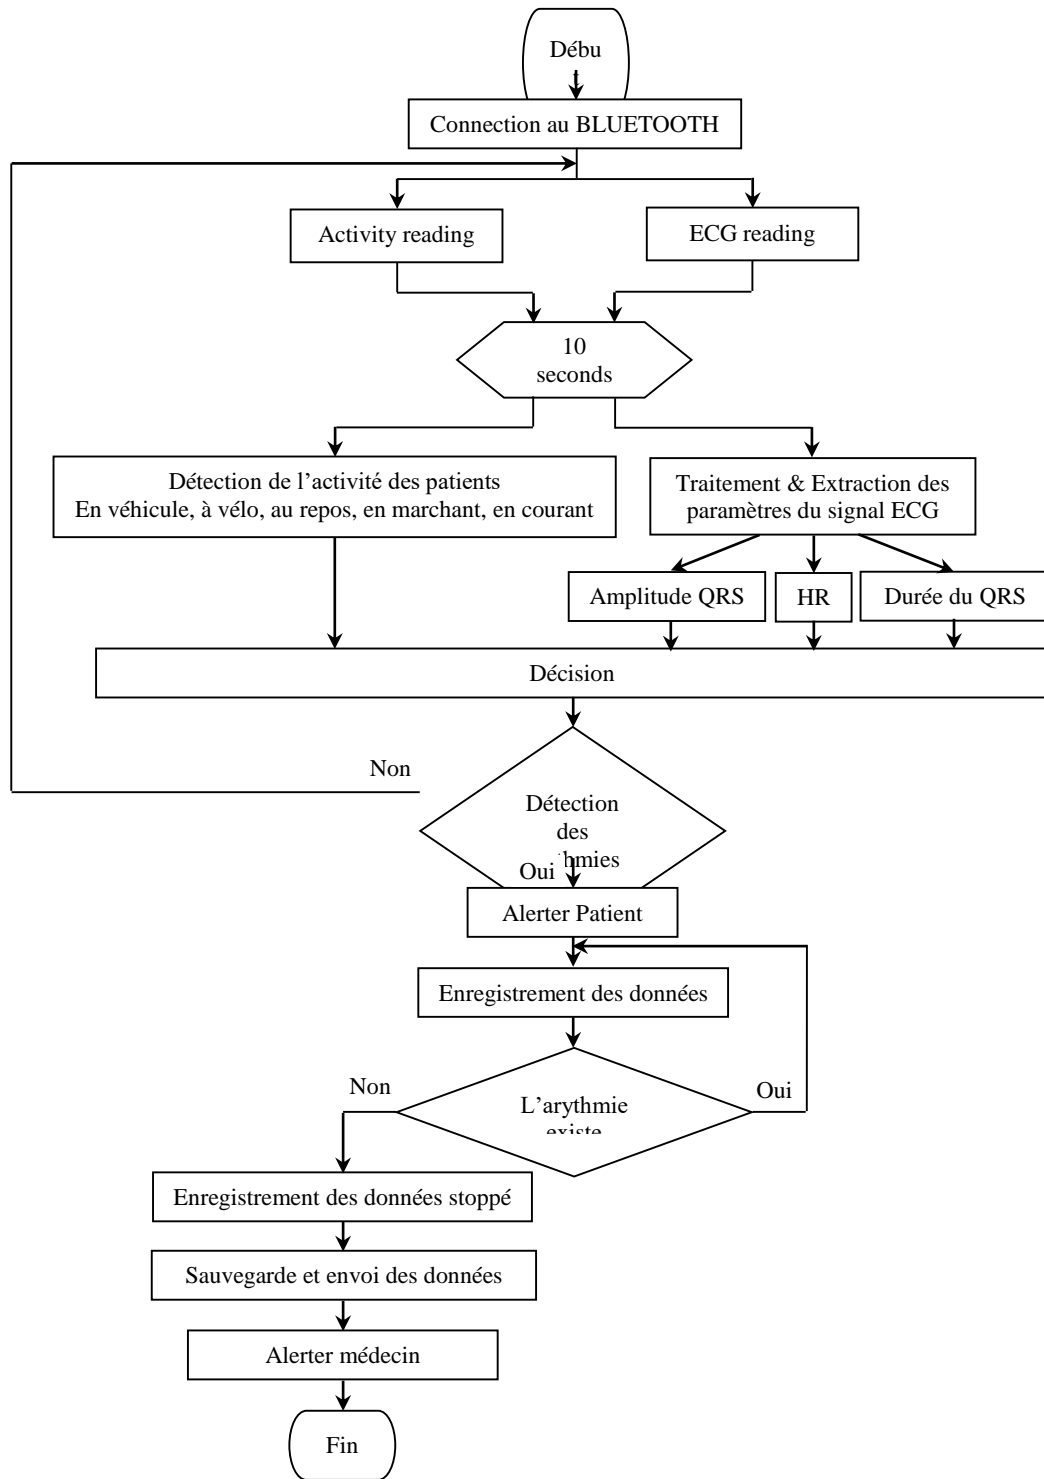 Débu
t
Connection au BLUETOOTH
Activity reading
ECG reading
10
seconds
Détection de l’activité des patients
En véhicule, à vélo, au repos, en marchant, en courant
Traitement & Extraction des
paramètres du signal ECG
Amplitude QRS
HR
Durée du QRS
Décision
Non
Détection
des
thmies
Oui
Alerter Patient
Enregistrement des données
Non
L’arythmie
existe
Oui
Enregistrement des données stoppé
Sauvegarde et envoi des données
Alerter médecin
Fin